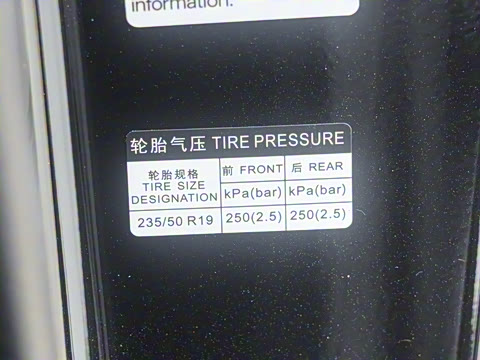 information.
轮胎气压 TIRE PRESSURE
轮胎规格
TIRE SIZE
DESIGNATION
前 FRONT
后 REAR
kPa(bar)
kPa(bar)
235/50 R19
250(2.5)
250(2.5)